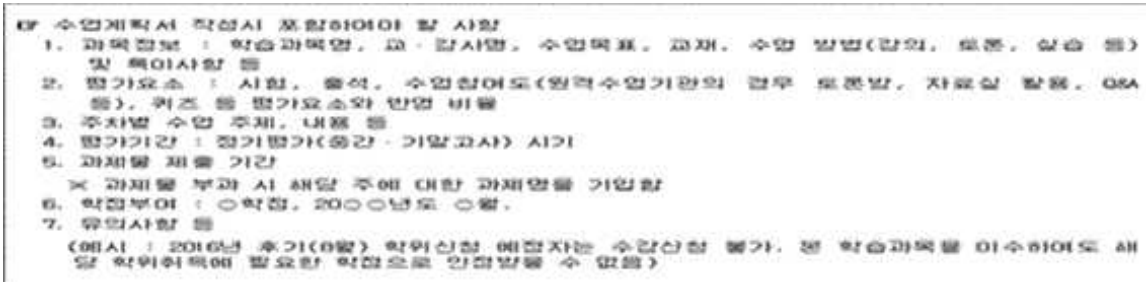 ☞ 수업계획서 작성시 포함하여야 할 사항
1. 과목정보 : 학습과목명, 교·강사명, 수업목표, 교재, 수업 방법(강의, 토론, 실습 등)
및 특이사항 등
2. 평가요소 : 시험, 출석, 수업참여도(원격수업기관의 경우 토론방, 자료실 활용, Q&A
등), 퀴즈 등 평가요소와 반영 비율
3. 주차별 수업 주제, 내용 등
4. 평가기간 : 정기평가(중간·기말고사) 시기
5. 과제물 제출 기간
※ 과제물 부과 시 해당 주에 대한 과제명을 기입함
6. 학점부여 : ○학점, 20○○년도 ○월.
7. 유의사항 등
(예시 : 2016년 후기(8월) 학위신청 예정자는 수강신청 불가. 본 학습과목을 이수하여도 해
당 학위취득에 필요한 학점으로 인정받을 수 없음)